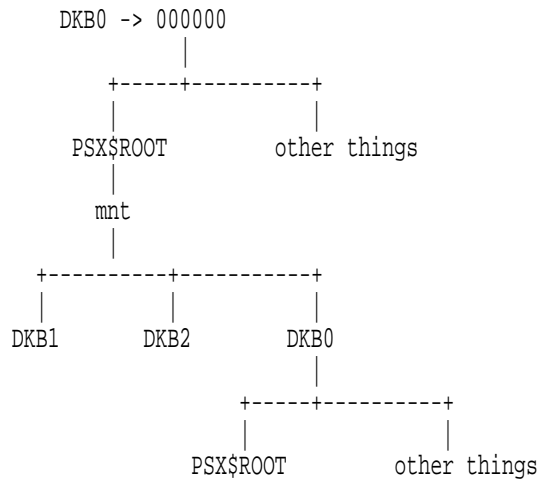 DKB0 -> 000000
PSX$ROOT other things
mnt
DKB1 DKB2 DKB0
PSX$ROOT other things